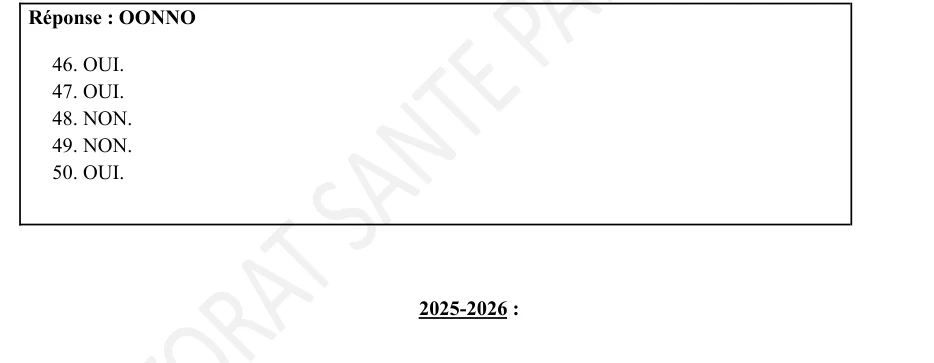 Réponse : OONNO
46. OUI.
47. OUI.
48. NON.
49. NON.
50. OUI.
2025-2026 :